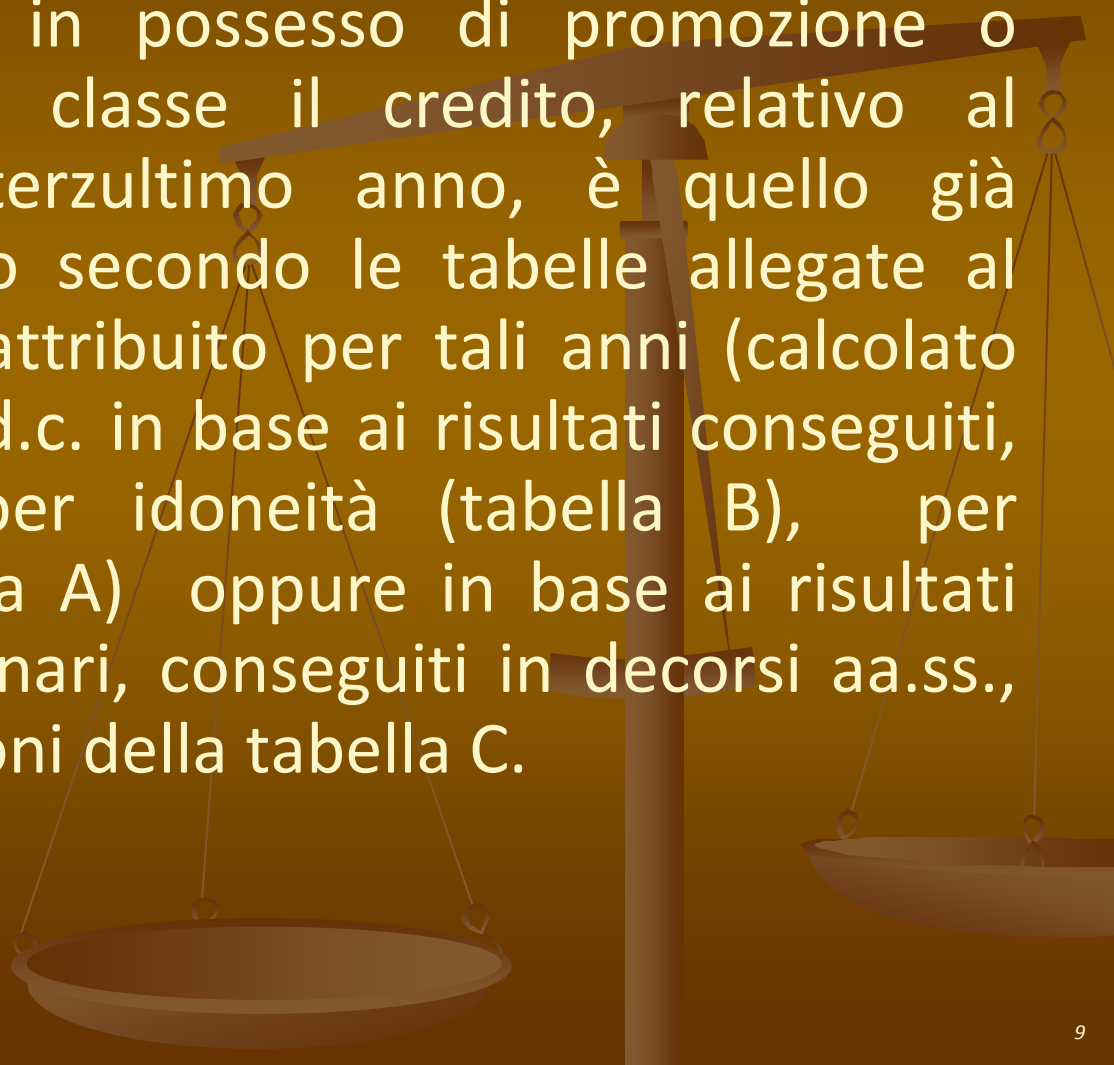 in possesso di promozione o
classe il credito, relativo al
terzultimo anno, è quello già
o secondo le tabelle allegate al
attribuito per tali anni (calcolato
d.c. in base ai risultati conseguiti,
per idoneità (tabella B), per
a A) oppure in base ai risultati
nari, conseguiti in decorsi aa.ss.,
oni della tabella C.
9